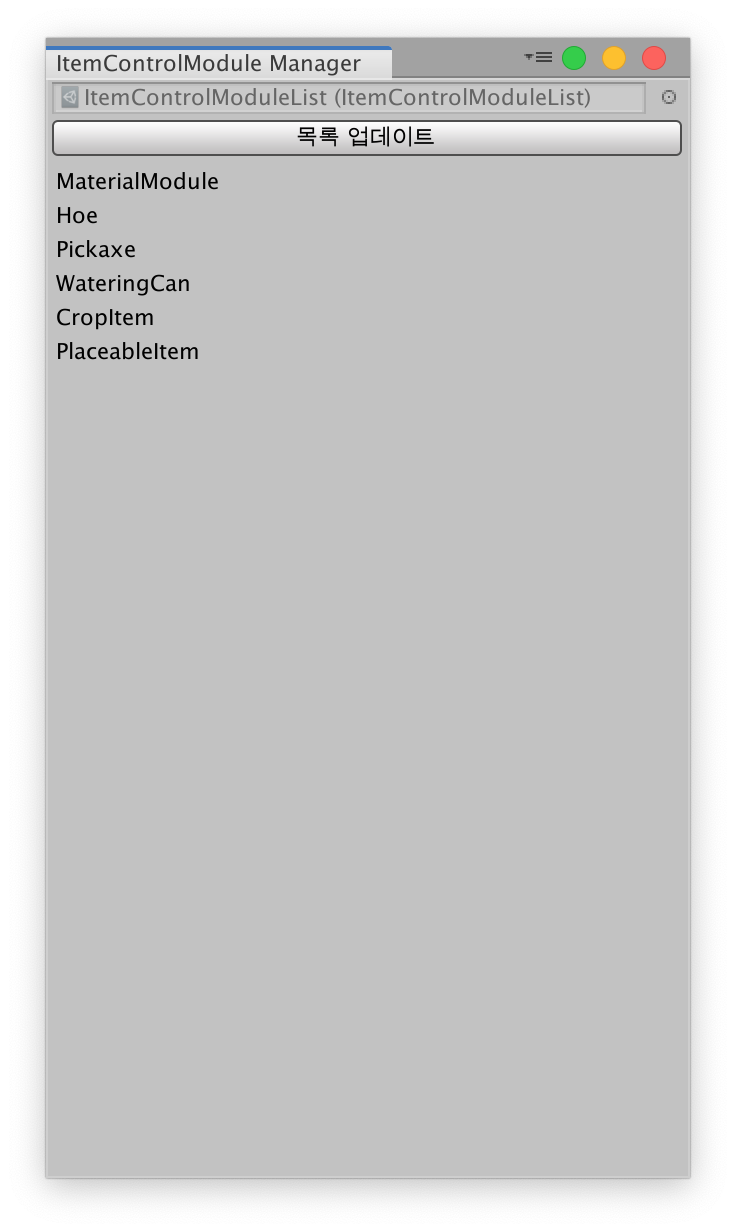 ItemControlModule Manager
ItemControlModuleList (ItemControlModuleList)
목록 업데이트
MaterialModule
Hoe
Pickaxe
WateringCan
CropItem
PlaceableItem